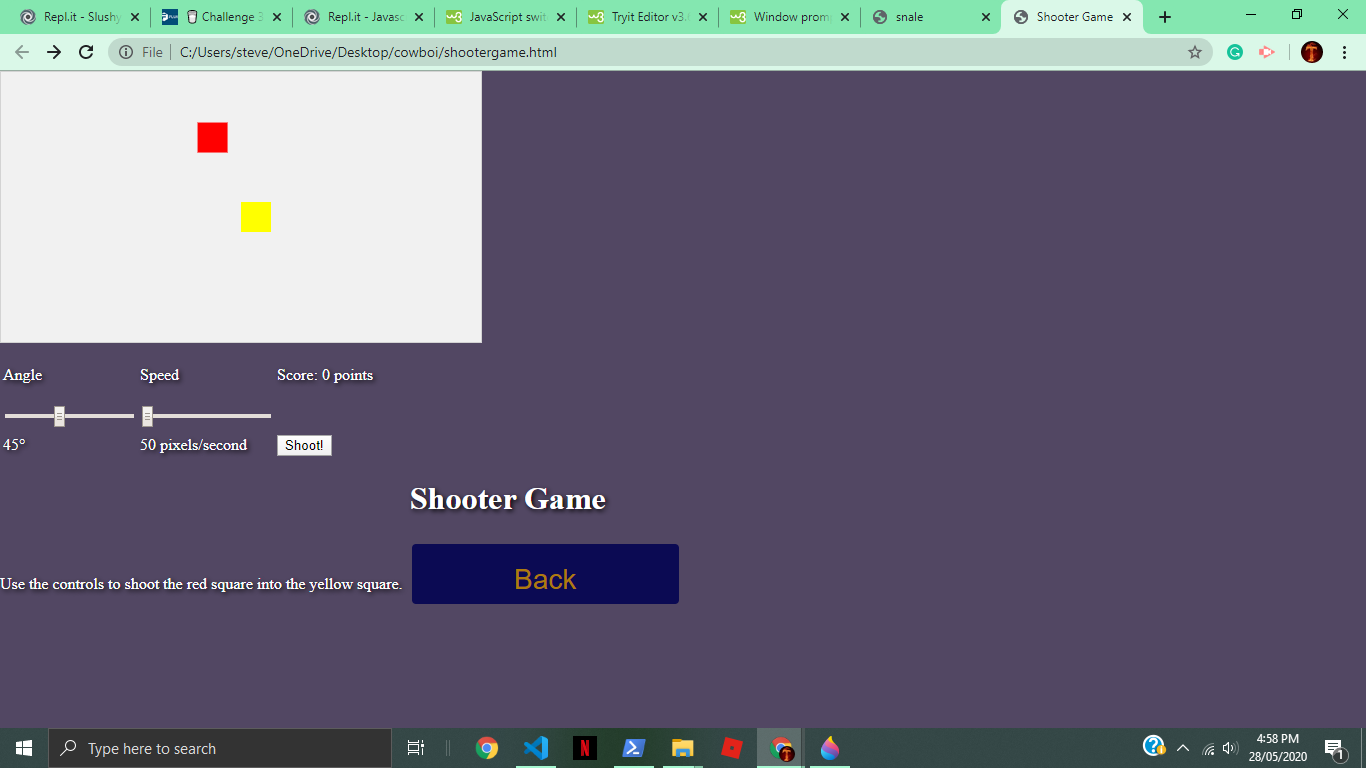 Repl.it - Slushy
Challenge 3
Repl.it - Javasc
JavaScript swit
Tryit Editor v3.
Window prom
snale
Shooter Game
File
C:/Users/steve/OneDrive/Desktop/cowboi/shootergame.html
Angle
Speed
Score: 0 points
45°
50 pixels/second
Shoot!
Shooter Game
Use the controls to shoot the red square into the yellow square.
Back
Type here to search
4:58 PM
28/05/2020
1